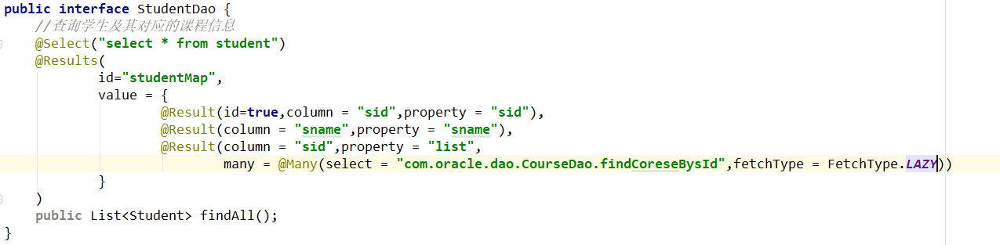 public interface StudentDao {
//查询学生及其对应的课程信息
@Select("select * from student")
@Results(
id="studentMap",
value = {
@Result(id=true,column = "sid",property = "sid"),
@Result(column = "sname",property = "sname"),
@Result(column = "sid",property = "list",
many = @Many(select = "com.oracle.dao.CourseDao.findCoreseBysId",fetchType = FetchType.LAZY))
}
)
public List<Student> findAll();
}